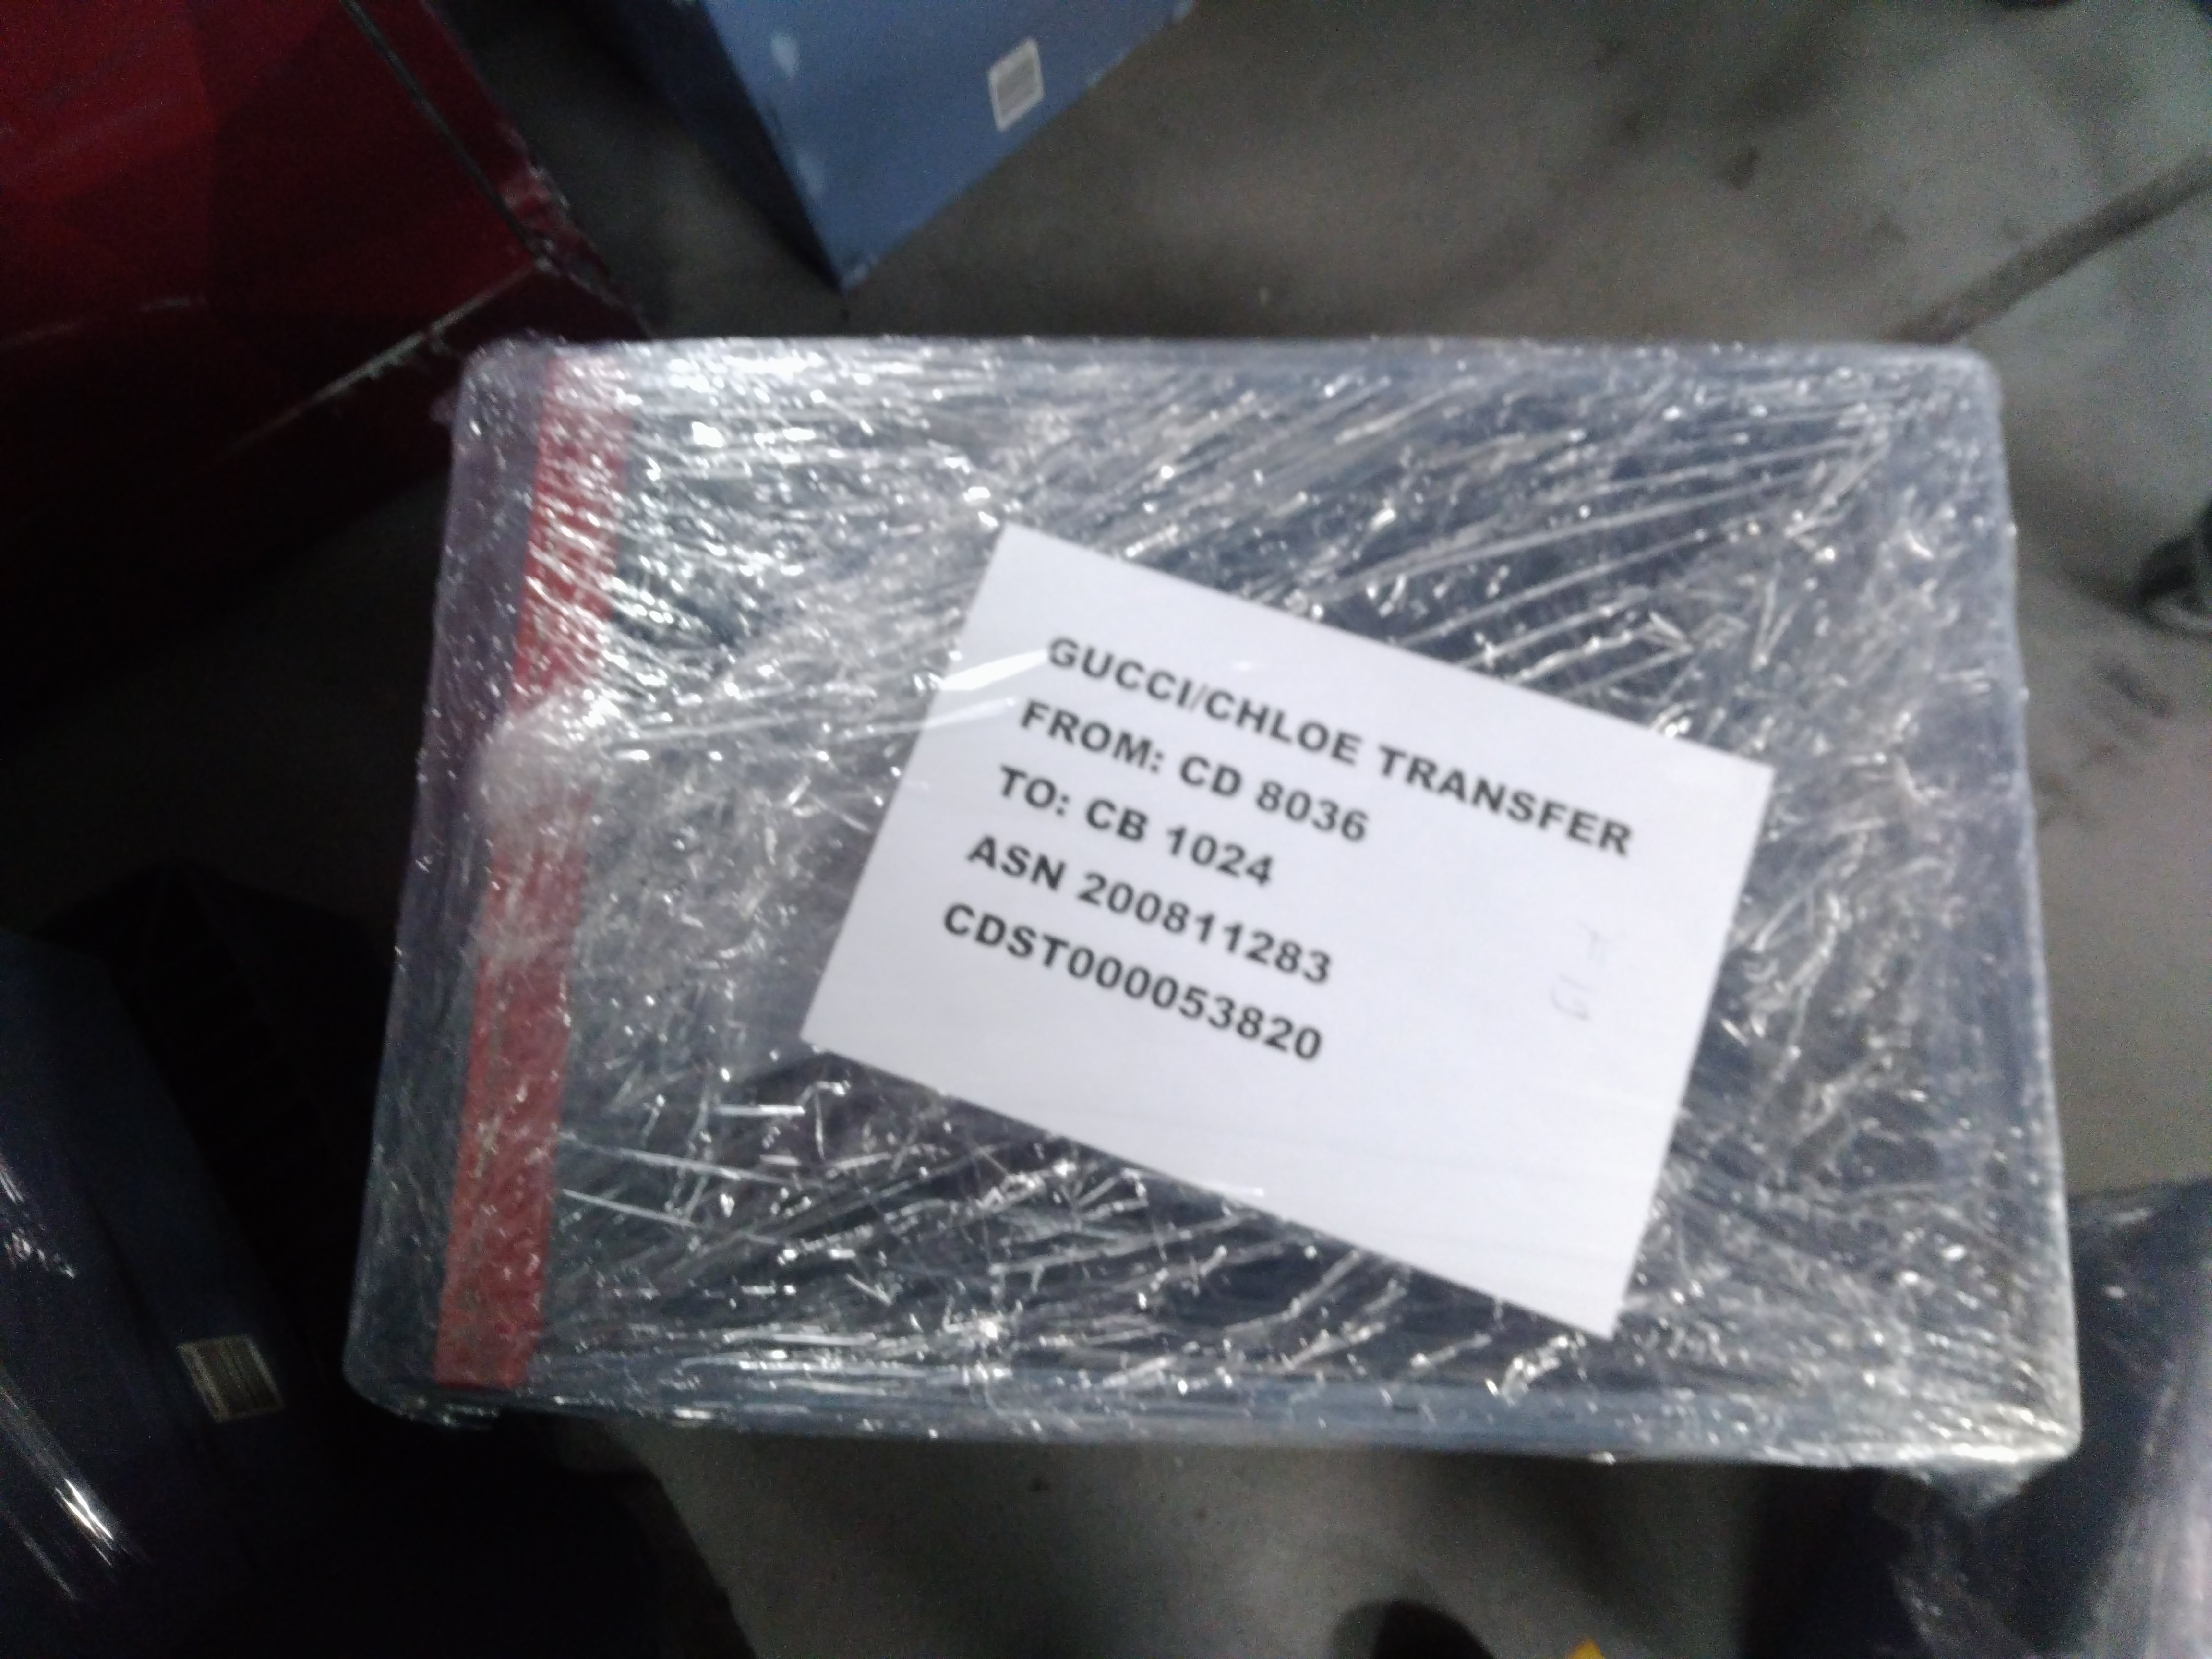 GUCCI/CHLOE TRANSFER
FROM: CD 8036
TO: CB 1024
ASN 200811283
CDST000053820